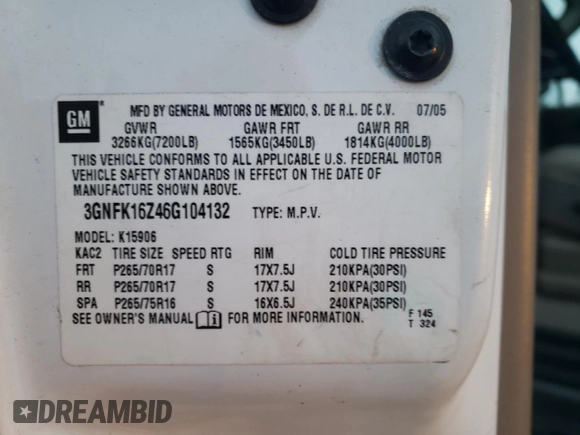 GM
MFD BY GENERAL MOTORS DE MEXICO, S. DE R.L. DE C.V. 07/05
GVWR GAWR FRT GAWR RR
3266KG(7200LB) 1565KG(3450LB) 1814KG(4000LB)
THIS VEHICLE CONFORMS TO ALL APPLICABLE U.S. FEDERAL MOTOR
VEHICLE SAFETY STANDARDS IN EFFECT ON THE DATE OF
MANUFACTURE SHOWN ABOVE.
3GNFK16Z46G104132 TYPE: M.P.V.
MODEL: K15906
KAC2 TIRE SIZE SPEED RTG RIM COLD TIRE PRESSURE
FRT P265/70R17 S 17X7.5J 210KPA(30PSI)
RR P265/70R17 S 17X7.5J 210KPA(30PSI)
SPA P265/75R16 S 16X6.5J 240KPA(35PSI)
SEE OWNER'S MANUAL FOR MORE INFORMATION.
F 145
T 324
DREAMBID